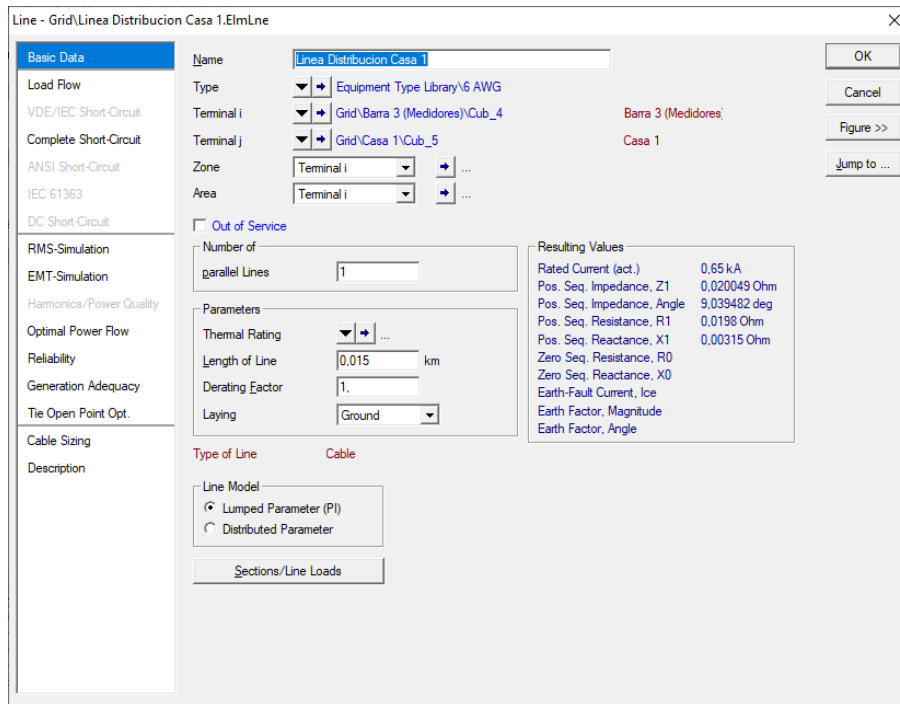 Line - Grid\Linea Distribucion Casa 1.ElmLne
Basic Data
Load Flow
VDE/IEC Short-Circuit
Complete Short-Circuit
ANSI Short-Circuit
IEC 61363
DC Short-Circuit
RMS-Simulation
EMT-Simulation
Harmonics/Power Quality
Optimal Power Flow
Reliability
Generation Adequacy
Tie Open Point Opt.
Cable Sizing
Description
Name Linea Distribucion Casa 1
Type Equipment Type Library\6 AWG
Terminal i Grid\Barra 3 (Medidores)\Cub_4 Barra 3 (Medidores)
Terminal j Grid\Casa 1\Cub_5 Casa 1
Zone Terminal i ...
Area Terminal i ...
Out of Service
Number of
parallel Lines 1
Parameters
Thermal Rating ...
Length of Line 0,015 km
Derating Factor 1,
Laying Ground
Type of Line Cable
Line Model
Lumped Parameter (PI)
Distributed Parameter
Sections/Line Loads
Resulting Values
Rated Current (act.) 0,65 kA
Pos. Seq. Impedance, Z1 0,020049 Ohm
Pos. Seq. Impedance, Angle 9,039482 deg
Pos. Seq. Resistance, R1 0,0198 Ohm
Pos. Seq. Reactance, X1 0,00315 Ohm
Zero Seq. Resistance, R0
Zero Seq. Reactance, X0
Earth-Fault Current, Ice
Earth Factor, Magnitude
Earth Factor, Angle
OK
Cancel
Figure >>
Jump to ...